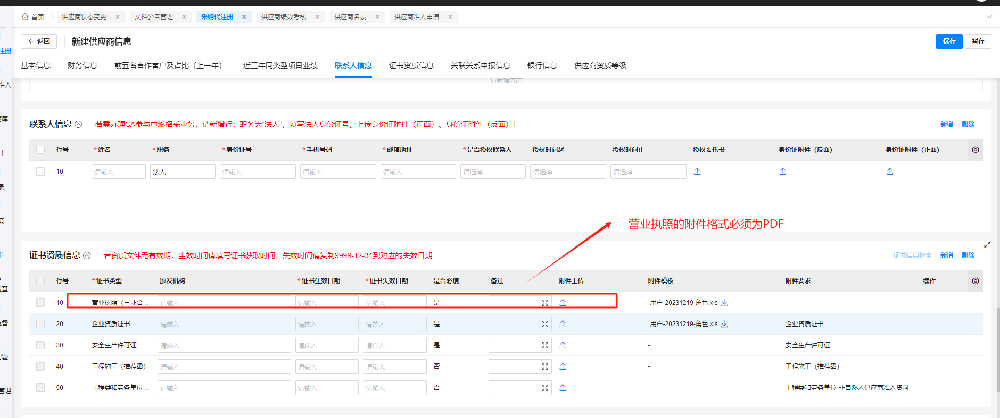 首页 供应商状态变更 文档公告管理 采购代注册 供应商绩效考核 供应商名录 供应商准入申请
返回 新建供应商信息 保存 暂存
注册
基本信息 财务信息 前五名合作客户及占比（上一年） 近三年同类型项目业绩 联系人信息 证书资质信息 关联关系申报信息 银行信息 供应商资质等级
请新增数据
准入
联系人信息 若需办理CA参与中燃招采业务，请新增行：职务为“法人”，填写法人身份证号，上传身份证附件（正面）、身份证附件（反面）！ 新增 删除
行号 *姓名 *职务 *身份证号 *手机号码 *邮箱地址 *是否授权联系人 授权时间起 授权时间止 授权委托书 身份证附件（反面） 身份证附件（正面）
10 请输入 法人 请输入 请输入 请输入 请选择 请选择 请选择
营业执照的附件格式必须为PDF
证书资质信息 若资质文件无有效期，生效时间请填写证书获取时间，失效时间请复制9999-12-31到对应的失效日期 证书信息补全 新增 删除
行号 *证书类型 颁发机构 *证书生效日期 *证书失效日期 是否必填 备注 附件上传 附件模板 附件要求 操作
10 营业执照（三证合... 请输入 请输入 请输入 是 用户-20231219-角色.xls -
20 企业资质证书 请输入 请输入 请输入 是 用户-20231219-角色.xls 企业资质证书
30 安全生产许可证 请输入 请输入 请输入 是 - 安全生产许可证
40 工程施工（推荐函） 请输入 请输入 请输入 否 - 工程施工（推荐函）
50 工程类和劳务单位... 请输入 请输入 请输入 否 - 工程类和劳务单位-非自然人供应商准入资料
管理